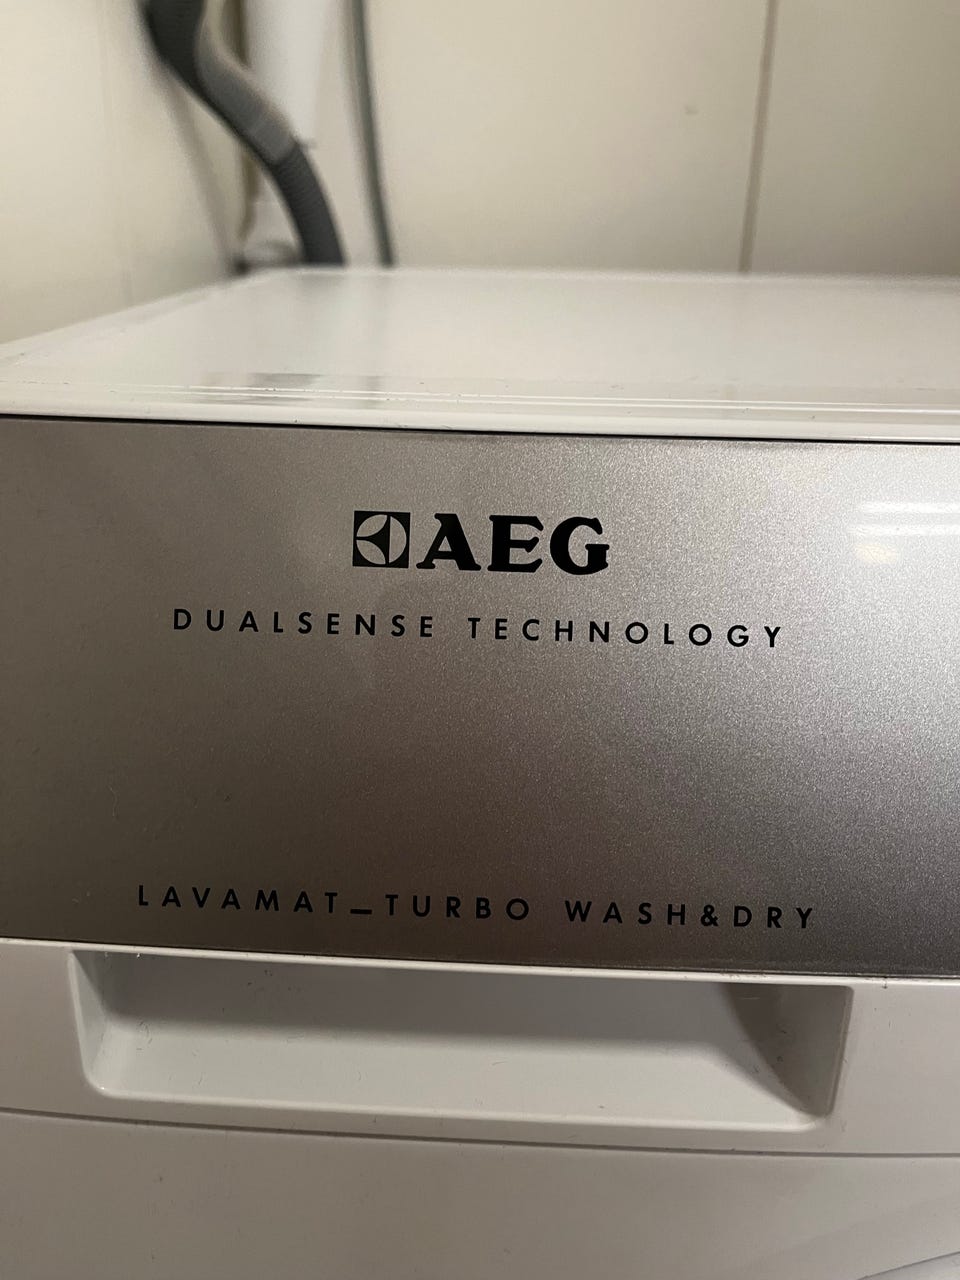 AEG
DUALSENSE TECHNOLOGY
LAVAMAT_TURBO WASH&DRY